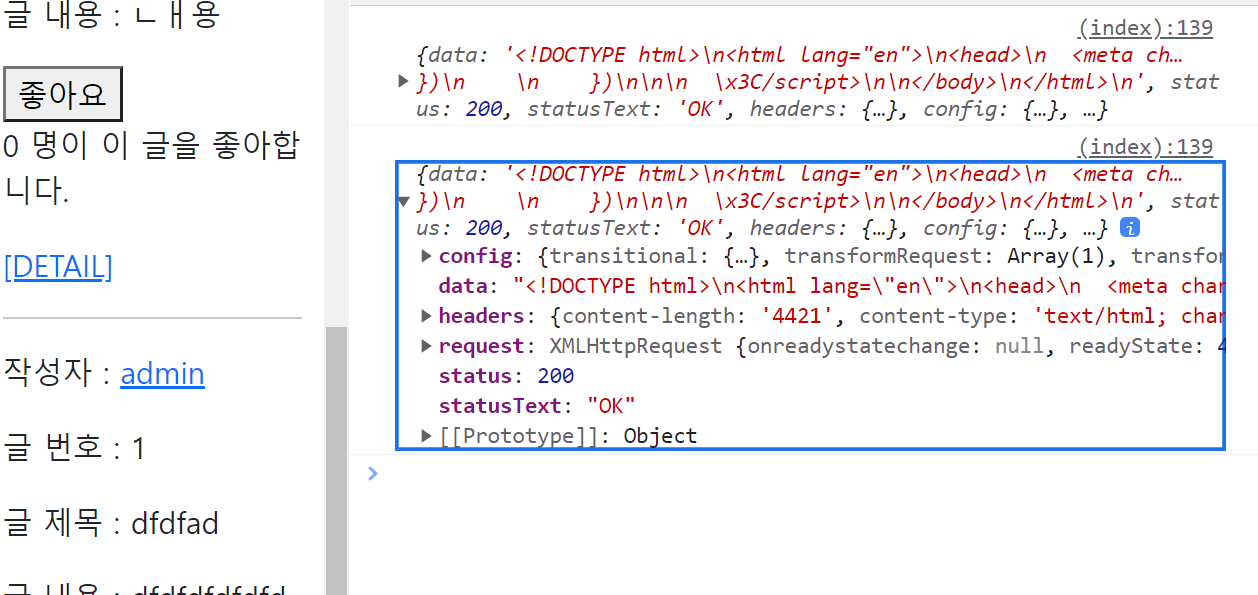 글 내용 : ㄴㅐ용
좋아요
0 명이 이 글을 좋아합
니다.
[DETAIL]
작성자 : admin
글 번호 : 1
글 제목 : dfdfad
글 내용 : dfdfdfdfdfd
(index):139
{data: '<!DOCTYPE html>\n<html lang="en">\n<head>\n  <meta ch…
})\n    \n    })\n\n\n  \x3C/script>\n\n</body>\n</html>\n', stat
us: 200, statusText: 'OK', headers: {…}, config: {…}, …}
(index):139
{data: '<!DOCTYPE html>\n<html lang="en">\n<head>\n  <meta ch…
})\n    \n    })\n\n\n  \x3C/script>\n\n</body>\n</html>\n', stat
us: 200, statusText: 'OK', headers: {…}, config: {…}, …} i
config: {transitional: {…}, transformRequest: Array(1), transfor
data: "<!DOCTYPE html>\n<html lang=\"en\">\n<head>\n  <meta char
headers: {content-length: '4421', content-type: 'text/html; char
request: XMLHttpRequest {onreadystatechange: null, readyState: 4
status: 200
statusText: "OK"
[[Prototype]]: Object